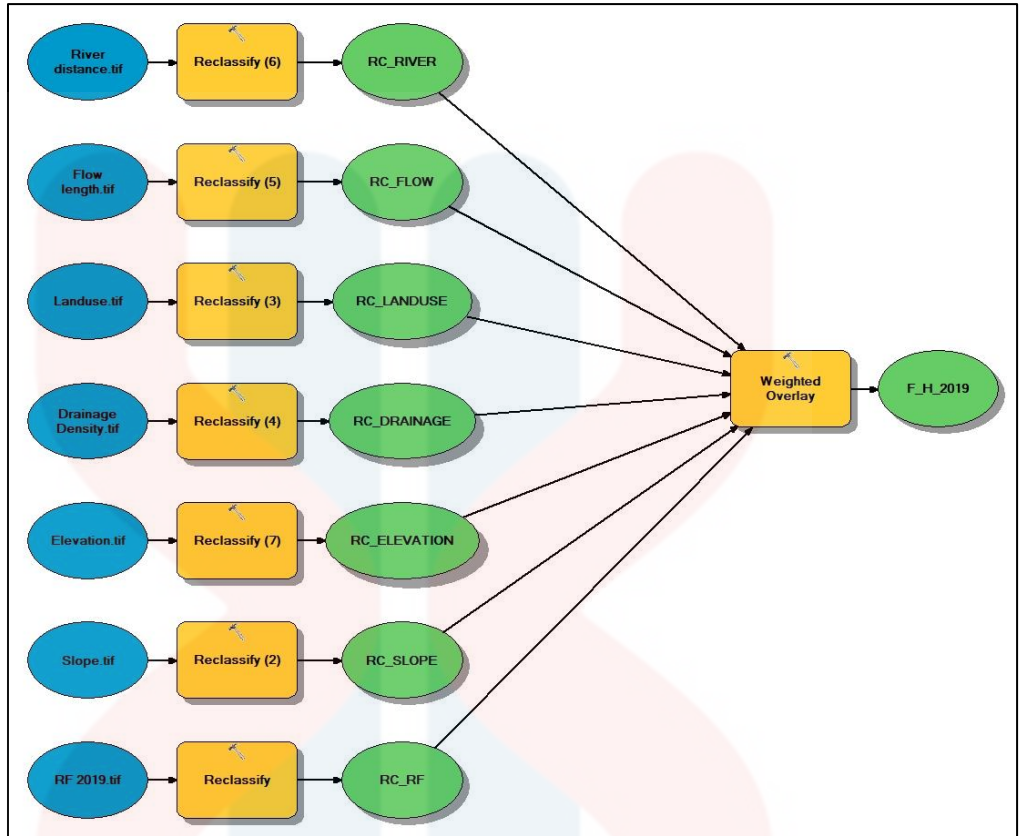 River
distance.tif
Reclassify (6)
RC_RIVER
Flow
length.tif
Reclassify (5)
RC_FLOW
Landuse.tif
Reclassify (3)
RC_LANDUSE
Drainage
Density.tif
Reclassify (4)
RC_DRAINAGE
Elevation.tif
Reclassify (7)
RC_ELEVATION
Slope.tif
Reclassify (2)
RC_SLOPE
RF 2019.tif
Reclassify
RC_RF
Weighted
Overlay
F_H_2019